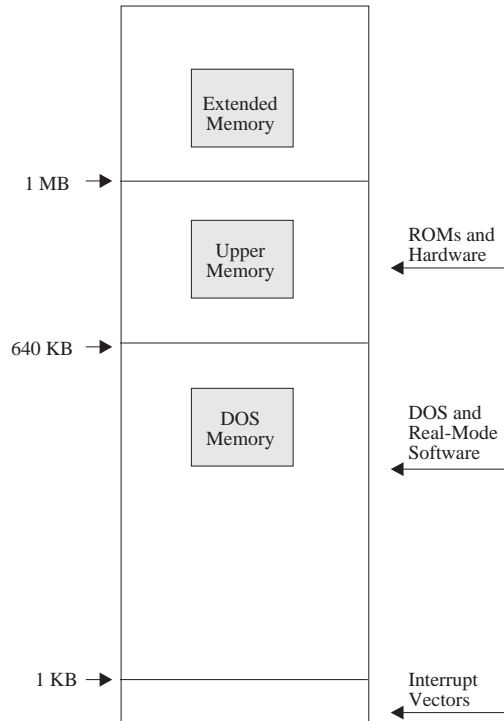 Extended
Memory
1 MB
ROMs and
Hardware
Upper
Memory
640 KB
DOS
Memory
DOS and
Real-Mode
Software
1 KB
Interrupt
Vectors